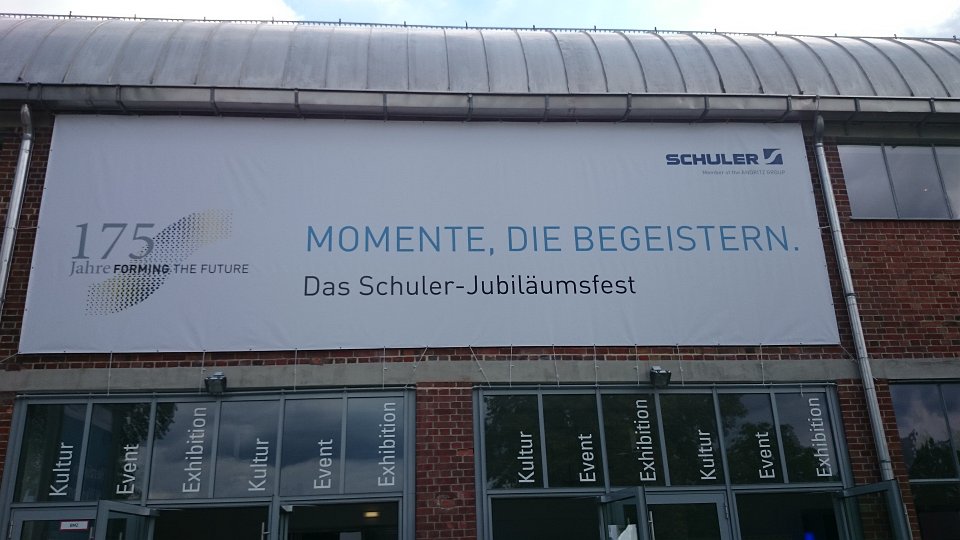 SCHULER
Member of the ANDRITZ GROUP
175
Jahre FORMING THE FUTURE
MOMENTE, DIE BEGEISTERN.
Das Schuler-Jubiläumsfest
Kultur
Event
Exhibition
Kultur
Event
Exhibition
Kultur
Event
Exhibition
Kultur
Event
Exhibition